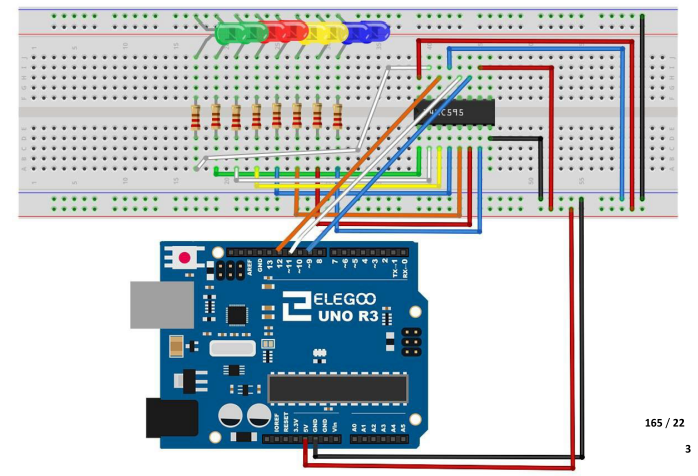 74HC595
AREF
GND
13
12
~11
~10
~9
8
7
~6
~5
4
~3
2
TX→1
RX←0
ELEGOO
UNO R3
IOREF
RESET
3.3V
5V
GND
GND
Vin
A0
A1
A2
A3
A4
A5
165 / 22
3